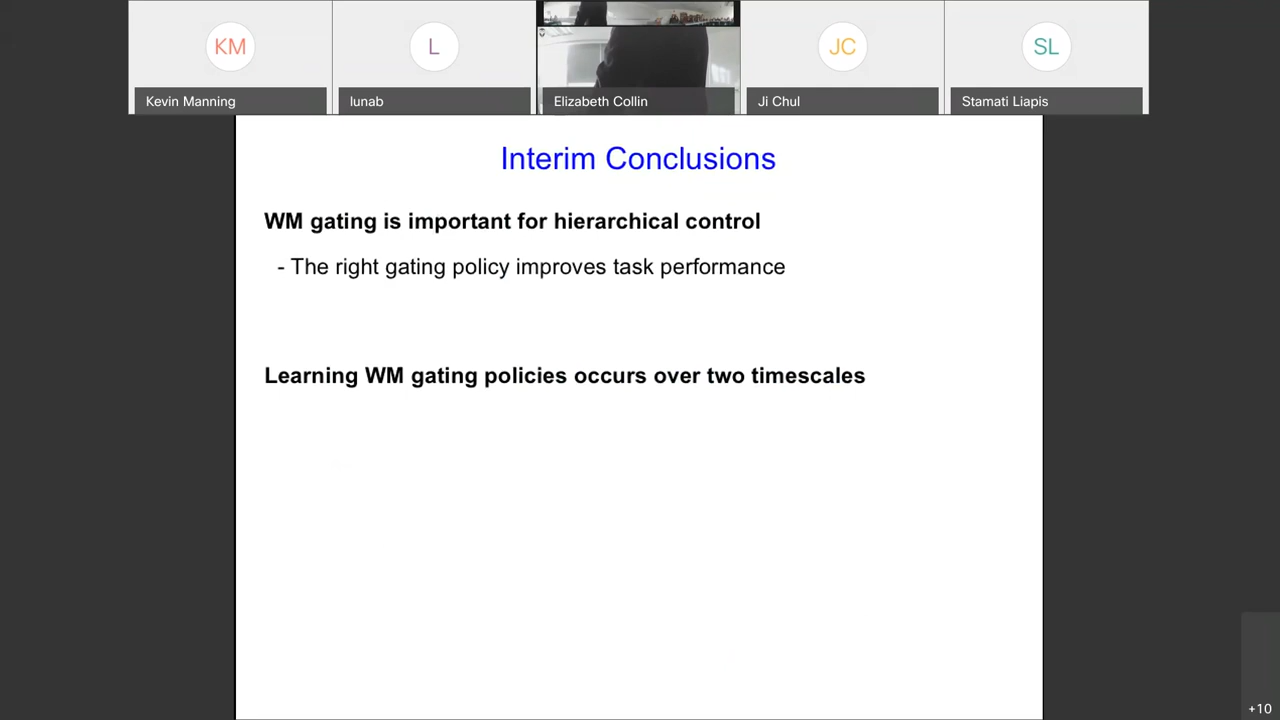 KM
L
JC
SL
Kevin Manning
lunab
Elizabeth Collin
Ji Chul
Stamati Liapis
Interim Conclusions
WM gating is important for hierarchical control
- The right gating policy improves task performance
Learning WM gating policies occurs over two timescales
+10